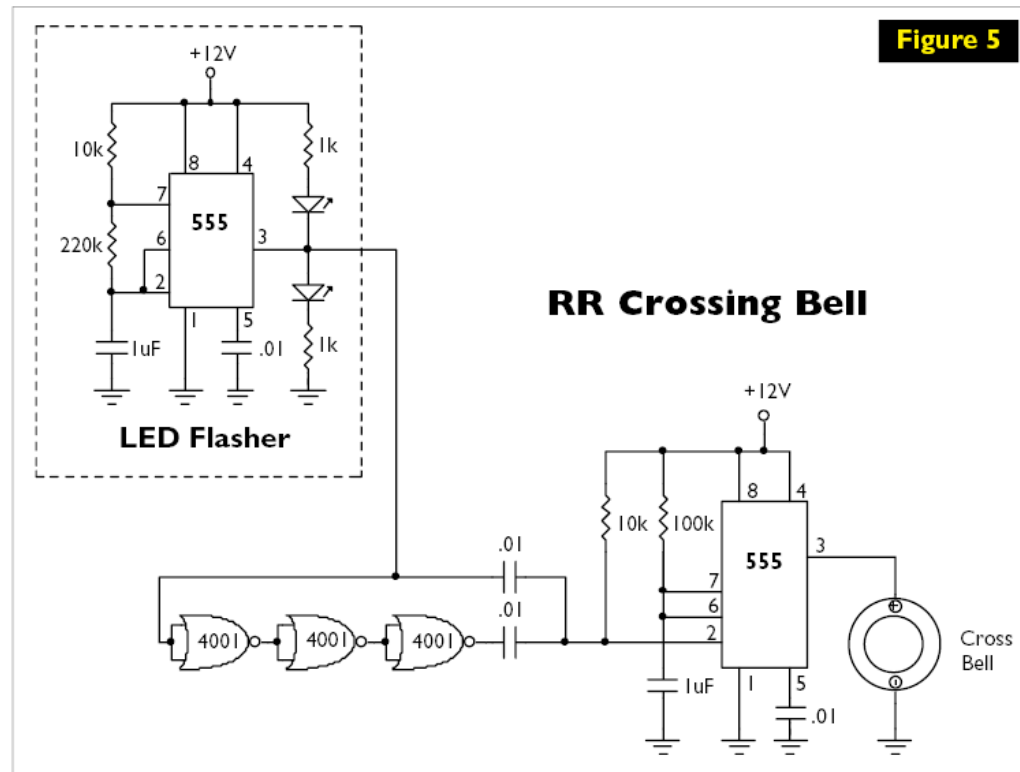 Figure 5
+12V
10k
1k
8
4
7
555
220k
6
3
2
1
5
1uF
.01
1k
LED Flasher
RR Crossing Bell
+12V
8
4
10k
100k
.01
555
3
7
.01
6
4001
4001
4001
2
Cross
Bell
1uF
1
5
.01